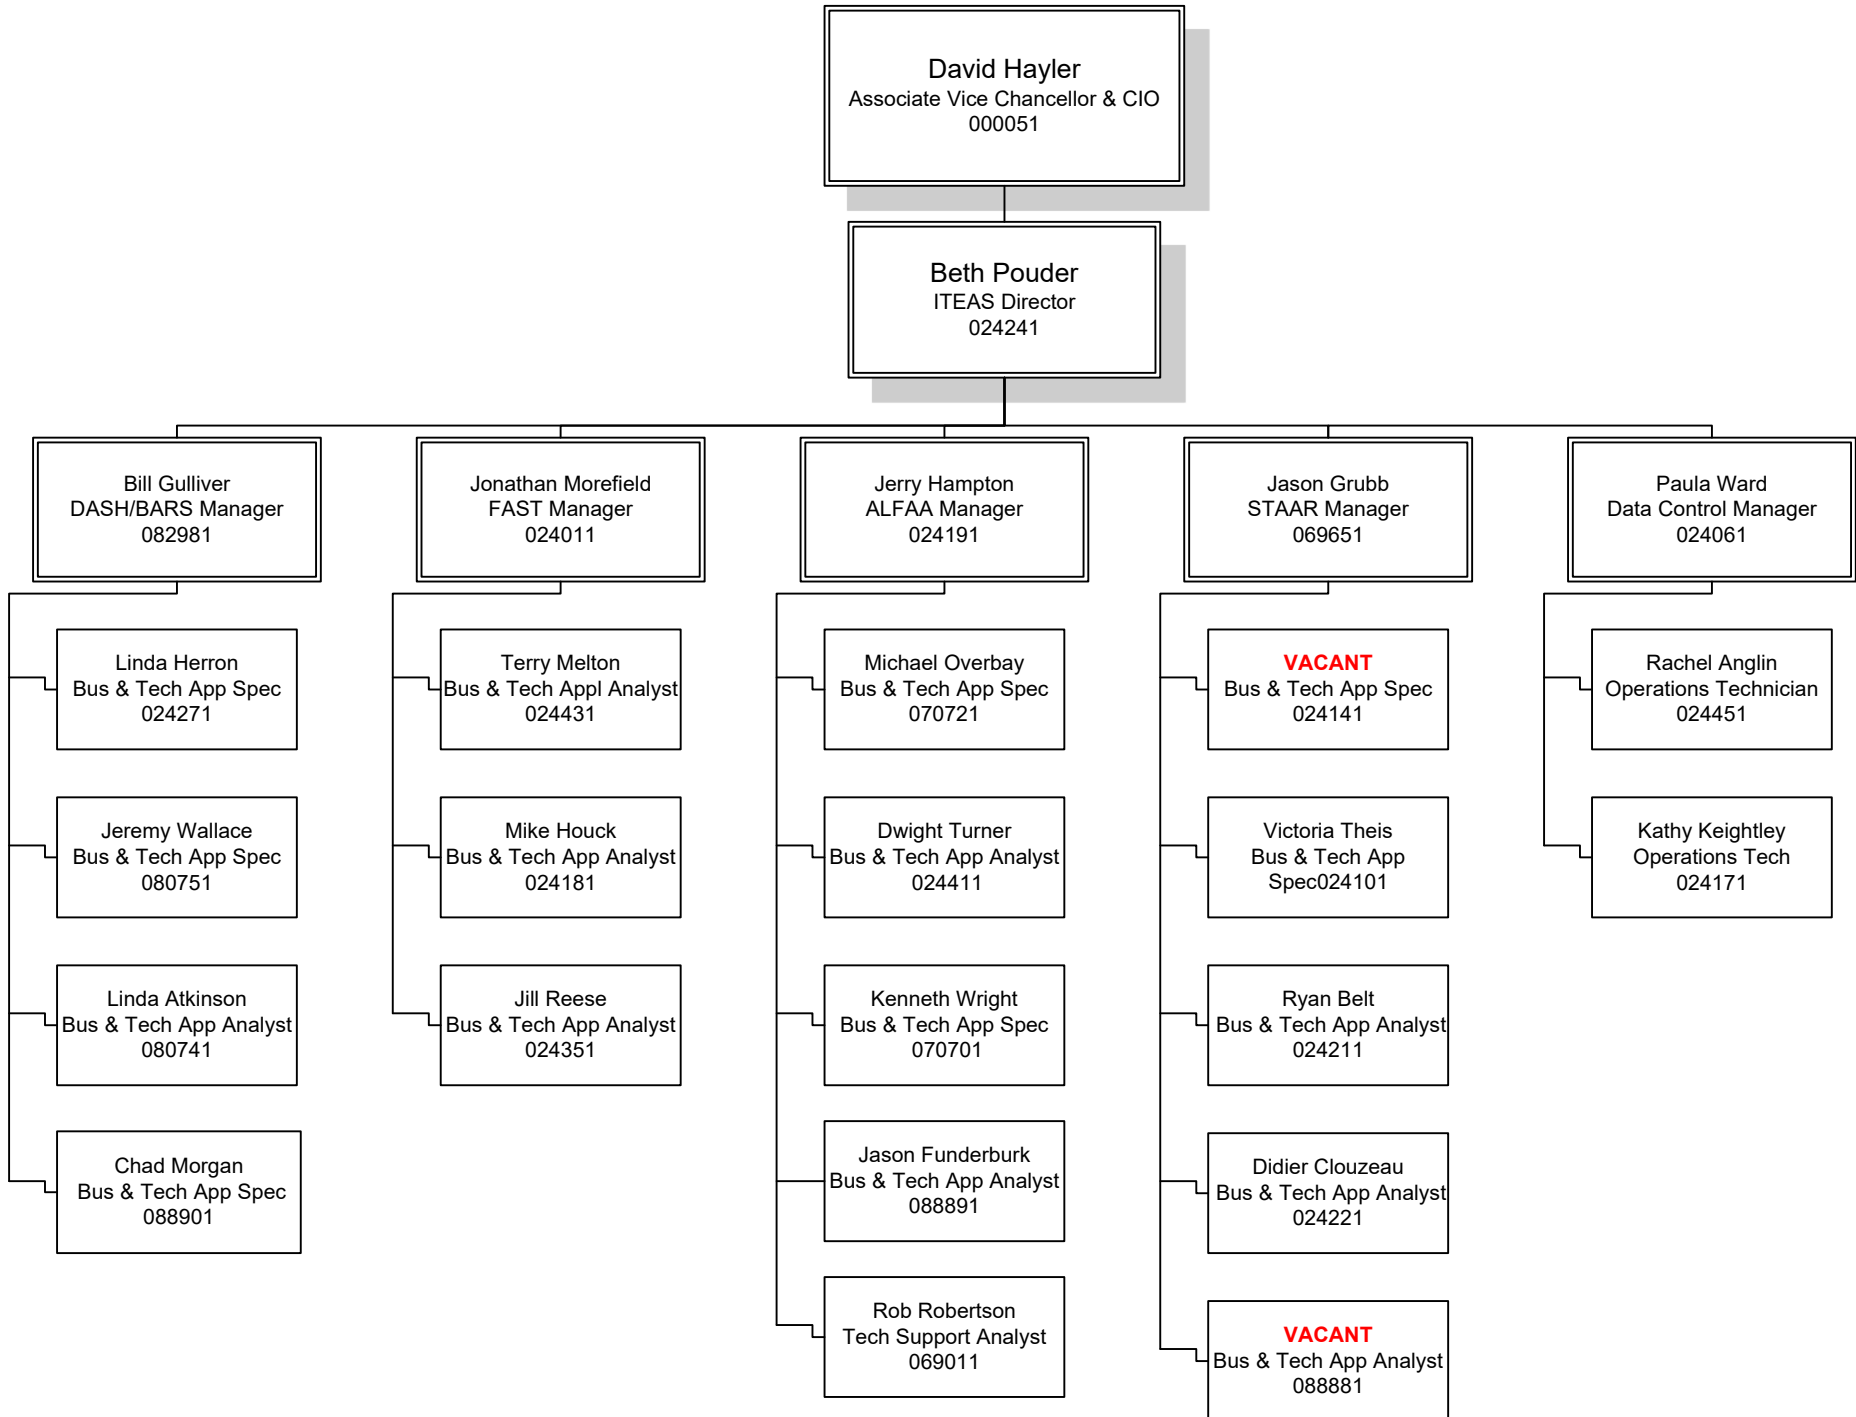 David Hayler
Associate Vice Chancellor & CIO
000051
Beth Pouder
ITEAS Director
024241
Bill Gulliver
DASH/BARS Manager
082981
Jonathan Morefield
FAST Manager
024011
Jerry Hampton
ALFAA Manager
024191
Jason Grubb
STAAR Manager
069651
Paula Ward
Data Control Manager
024061
Linda Herron
Bus & Tech App Spec
024271
Jeremy Wallace
Bus & Tech App Spec
080751
Linda Atkinson
Bus & Tech App Analyst
080741
Chad Morgan
Bus & Tech App Spec
088901
Terry Melton
Bus & Tech Appl Analyst
024431
Mike Houck
Bus & Tech App Analyst
024181
Jill Reese
Bus & Tech App Analyst
024351
Michael Overbay
Bus & Tech App Spec
070721
Dwight Turner
Bus & Tech App Analyst
024411
Kenneth Wright
Bus & Tech App Spec
070701
Jason Funderburk
Bus & Tech App Analyst
088891
Rob Robertson
Tech Support Analyst
069011
VACANT
Bus & Tech App Spec
024141
Victoria Theis
Bus & Tech App
Spec024101
Ryan Belt
Bus & Tech App Analyst
024211
Didier Clouzeau
Bus & Tech App Analyst
024221
VACANT
Bus & Tech App Analyst
088881
Rachel Anglin
Operations Technician
024451
Kathy Keightley
Operations Tech
024171